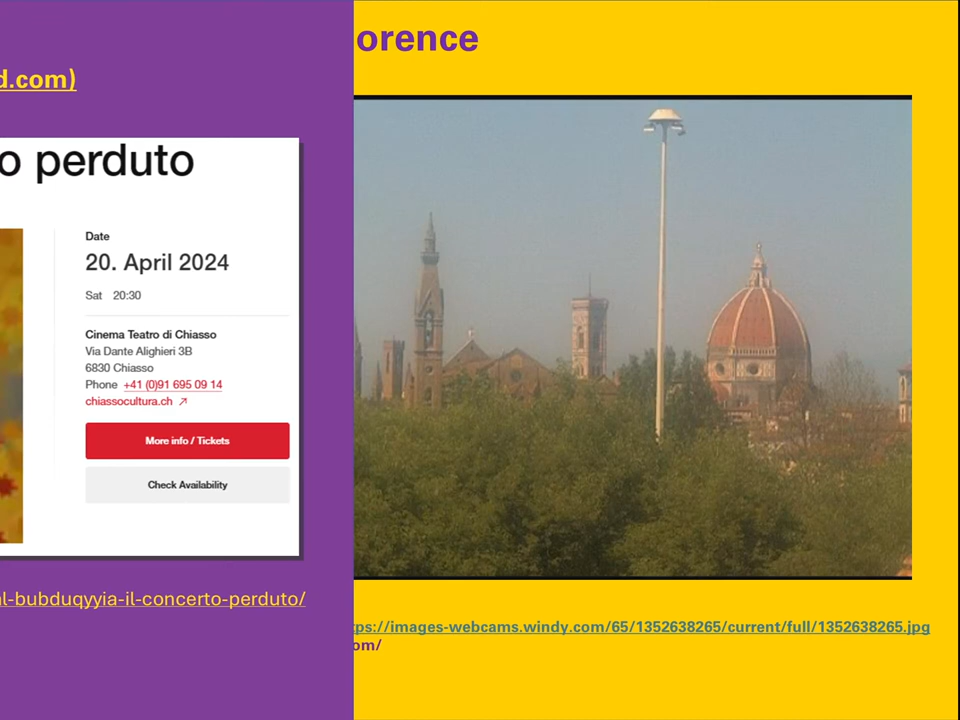 orence
d.com)
o perduto
Date
20. April 2024
Sat 20:30
Cinema Teatro di Chiasso
Via Dante Alighieri 3B
6830 Chiasso
Phone +41 (0)91 695 09 14
chiassocultura.ch ↗
More info / Tickets
Check Availability
al-bubduqyyia-il-concerto-perduto/
tps://images-webcams.windy.com/65/1352638265/current/full/1352638265.jpg
om/